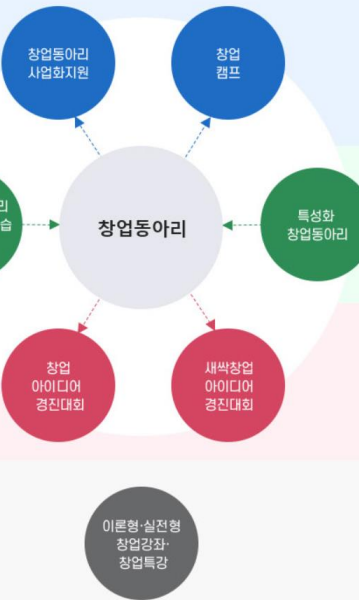 창업동아리
사업화지원
창업
캠프
리
습
창업동아리
특성화
창업동아리
창업
아이디어
경진대회
새싹창업
아이디어
경진대회
이론형·실전형
창업강좌·
창업특강